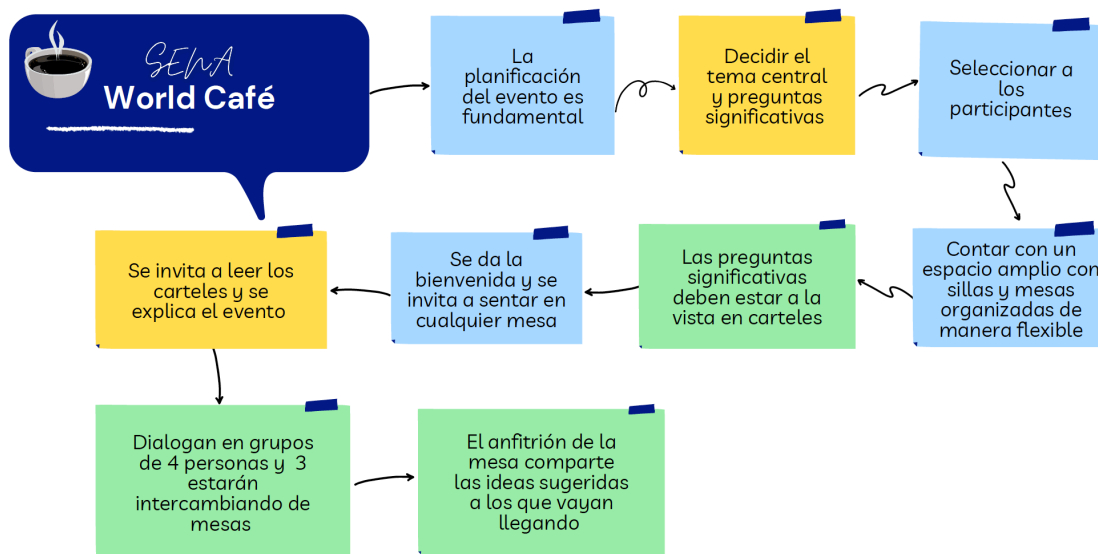 SENA
World Café
La
planificación
del evento es
fundamental
Decidir el
tema central
y preguntas
significativas
Seleccionar a
los
participantes
Contar con un
espacio amplio con
sillas y mesas
organizadas de
manera flexible
Las preguntas
significativas
deben estar a la
vista en carteles
Se da la
bienvenida y se
invita a sentar en
cualquier mesa
Se invita a leer los
carteles y se
explica el evento
Dialogan en grupos
de 4 personas y 3
estarán
intercambiando de
mesas
El anfitrión de la
mesa comparte
las ideas sugeridas
a los que vayan
llegando